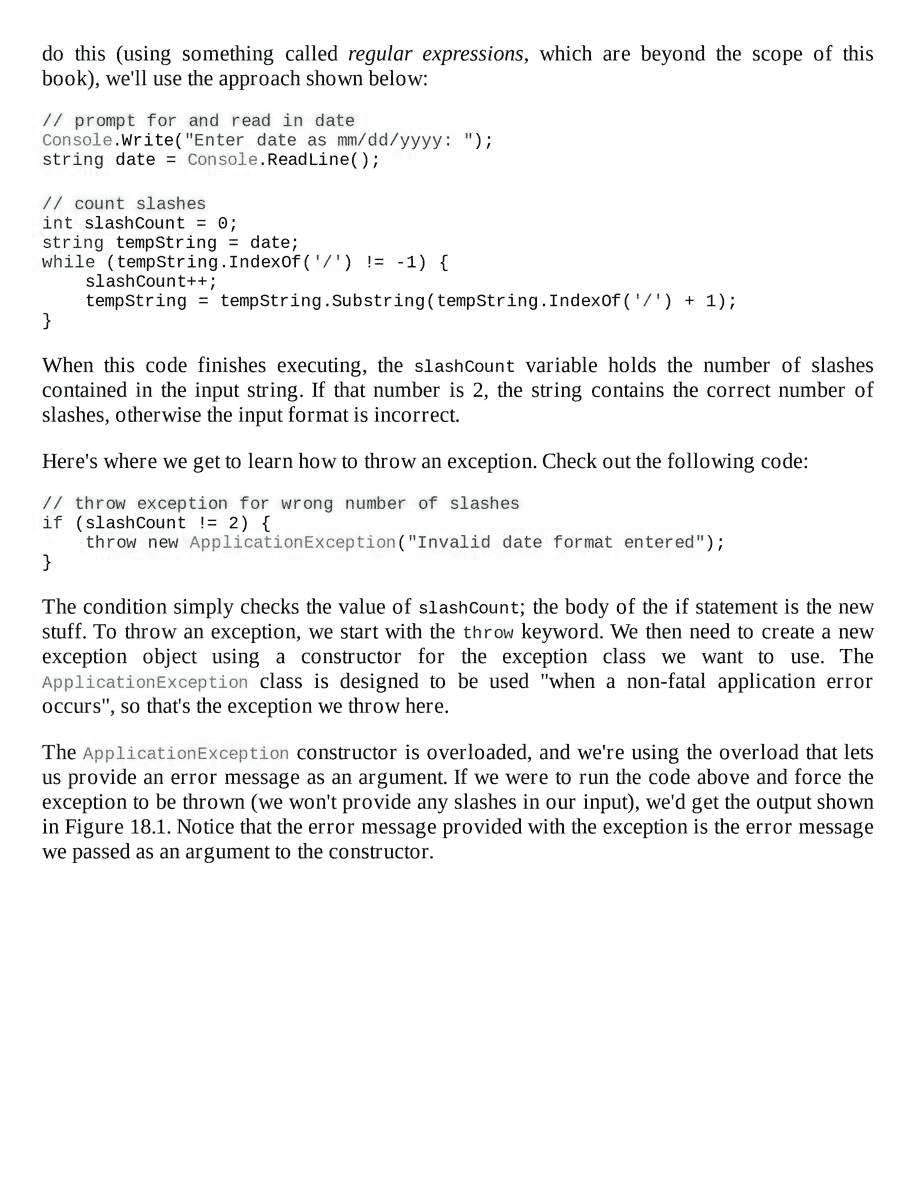 do this (using something called regular expressions, which are beyond the scope of this
book), we'll use the approach shown below:
// prompt for and read in date
Console.Write("Enter date as mm/dd/yyyy: ");
string date = Console.ReadLine();
// count slashes
int slashCount = 0;
string tempString = date;
while (tempString.IndexOf('/') != -1) {
    slashCount++;
    tempString = tempString.Substring(tempString.IndexOf('/') + 1);
}
When this code finishes executing, the slashCount variable holds the number of slashes
contained in the input string. If that number is 2, the string contains the correct number of
slashes, otherwise the input format is incorrect.
Here's where we get to learn how to throw an exception. Check out the following code:
// throw exception for wrong number of slashes
if (slashCount != 2) {
    throw new ApplicationException("Invalid date format entered");
}
The condition simply checks the value of slashCount; the body of the if statement is the new
stuff. To throw an exception, we start with the throw keyword. We then need to create a new
exception object using a constructor for the exception class we want to use. The
ApplicationException class is designed to be used "when a non-fatal application error
occurs", so that's the exception we throw here.
The ApplicationException constructor is overloaded, and we're using the overload that lets
us provide an error message as an argument. If we were to run the code above and force the
exception to be thrown (we won't provide any slashes in our input), we'd get the output shown
in Figure 18.1. Notice that the error message provided with the exception is the error message
we passed as an argument to the constructor.